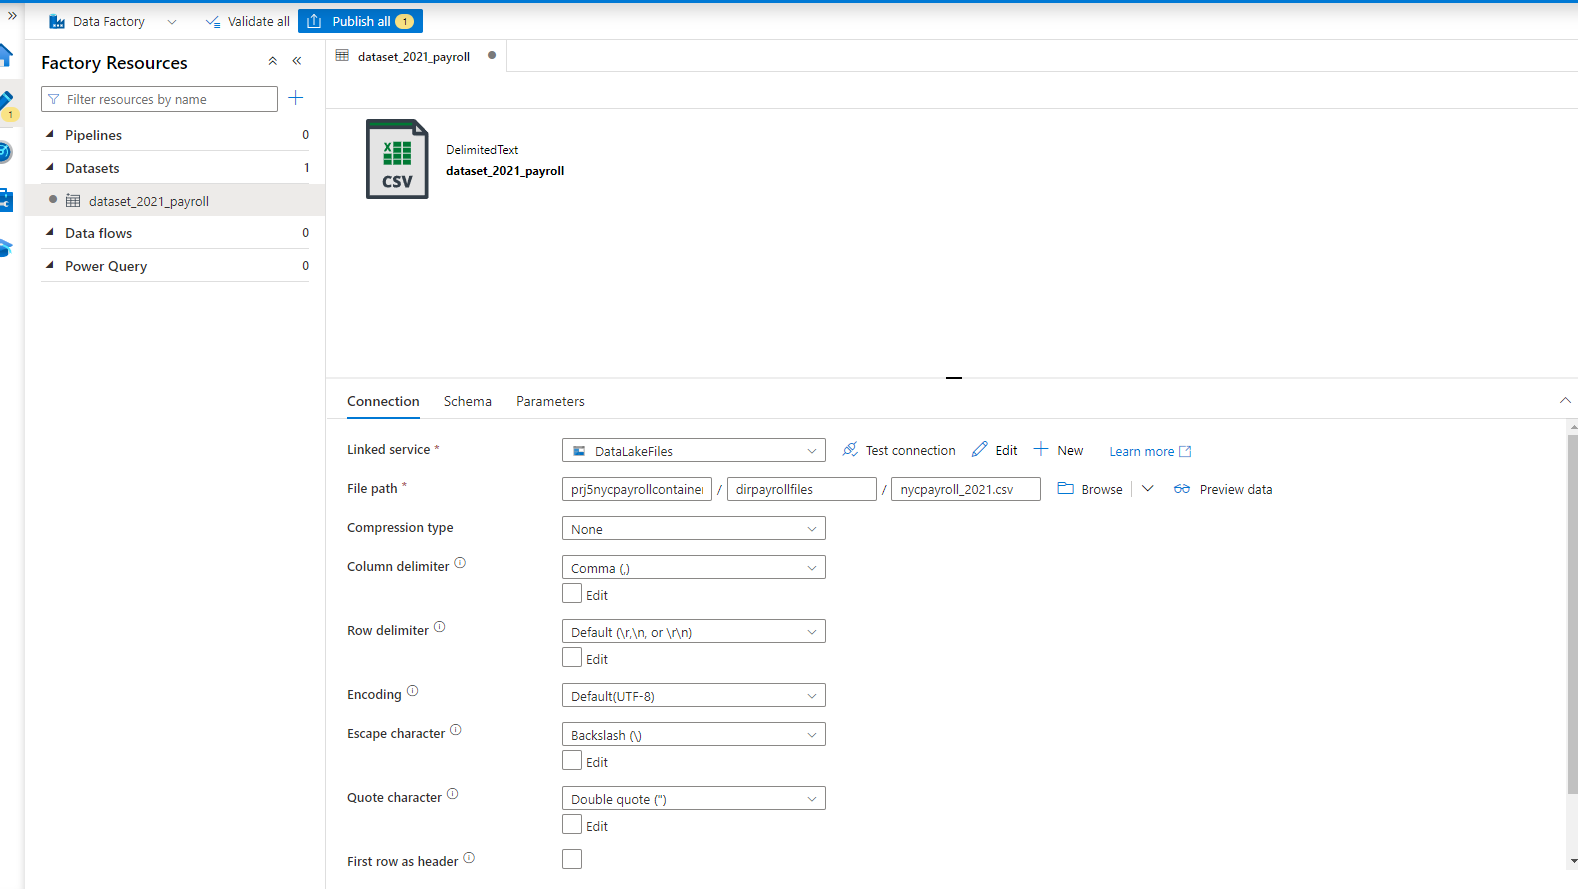 Data Factory
Validate all
Publish all 1
Factory Resources
Filter resources by name
1
Pipelines 0
Datasets 1
dataset_2021_payroll
Data flows 0
Power Query 0
dataset_2021_payroll
CSV
DelimitedText
dataset_2021_payroll
Connection Schema Parameters
Linked service * DataLakeFiles Test connection Edit New Learn more
File path * prj5nycpayrollcontainer / dirpayrollfiles / nycpayroll_2021.csv Browse Preview data
Compression type None
Column delimiter Comma (,)
Edit
Row delimiter Default (\r,\n, or \r\n)
Edit
Encoding Default(UTF-8)
Escape character Backslash (\)
Edit
Quote character Double quote (")
Edit
First row as header